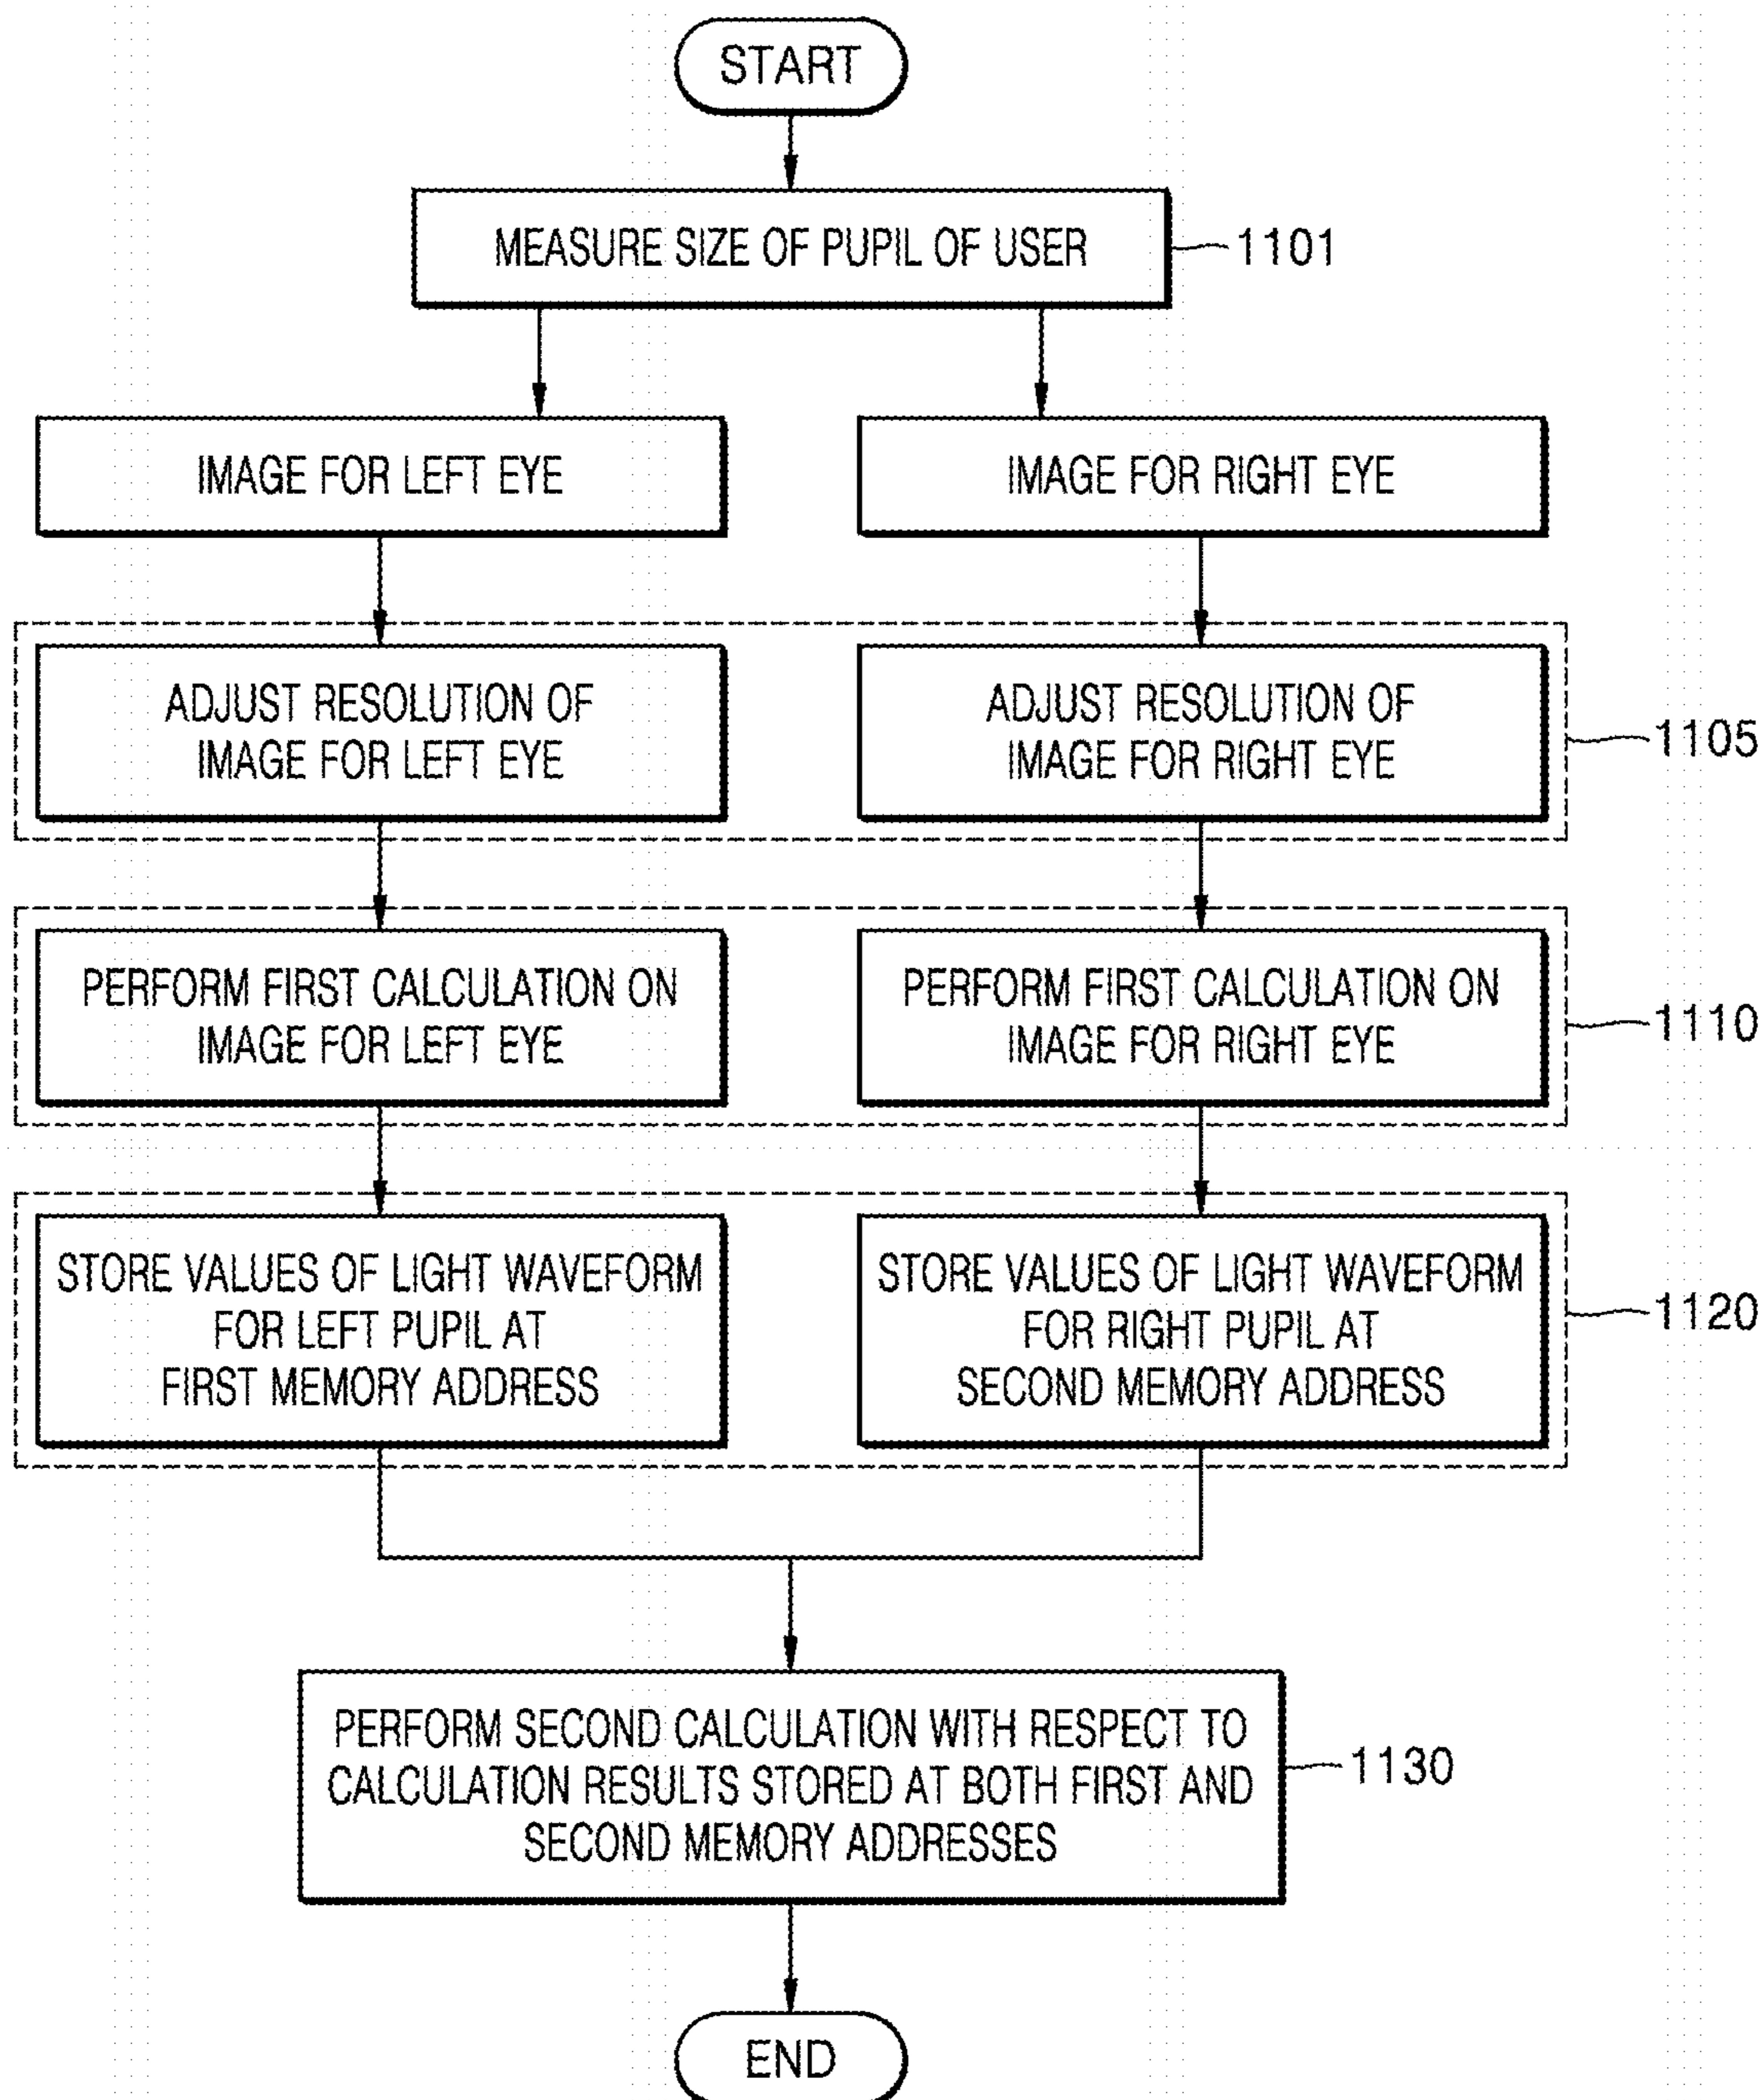 START
MEASURE SIZE OF PUPIL OF USER
1101
IMAGE FOR LEFT EYE
IMAGE FOR RIGHT EYE
ADJUST RESOLUTION OF
IMAGE FOR LEFT EYE
ADJUST RESOLUTION OF
IMAGE FOR RIGHT EYE
1105
PERFORM FIRST CALCULATION ON
IMAGE FOR LEFT EYE
PERFORM FIRST CALCULATION ON
IMAGE FOR RIGHT EYE
1110
STORE VALUES OF LIGHT WAVEFORM
FOR LEFT PUPIL AT
FIRST MEMORY ADDRESS
STORE VALUES OF LIGHT WAVEFORM
FOR RIGHT PUPIL AT
SECOND MEMORY ADDRESS
1120
PERFORM SECOND CALCULATION WITH RESPECT TO
CALCULATION RESULTS STORED AT BOTH FIRST AND
SECOND MEMORY ADDRESSES
1130
END